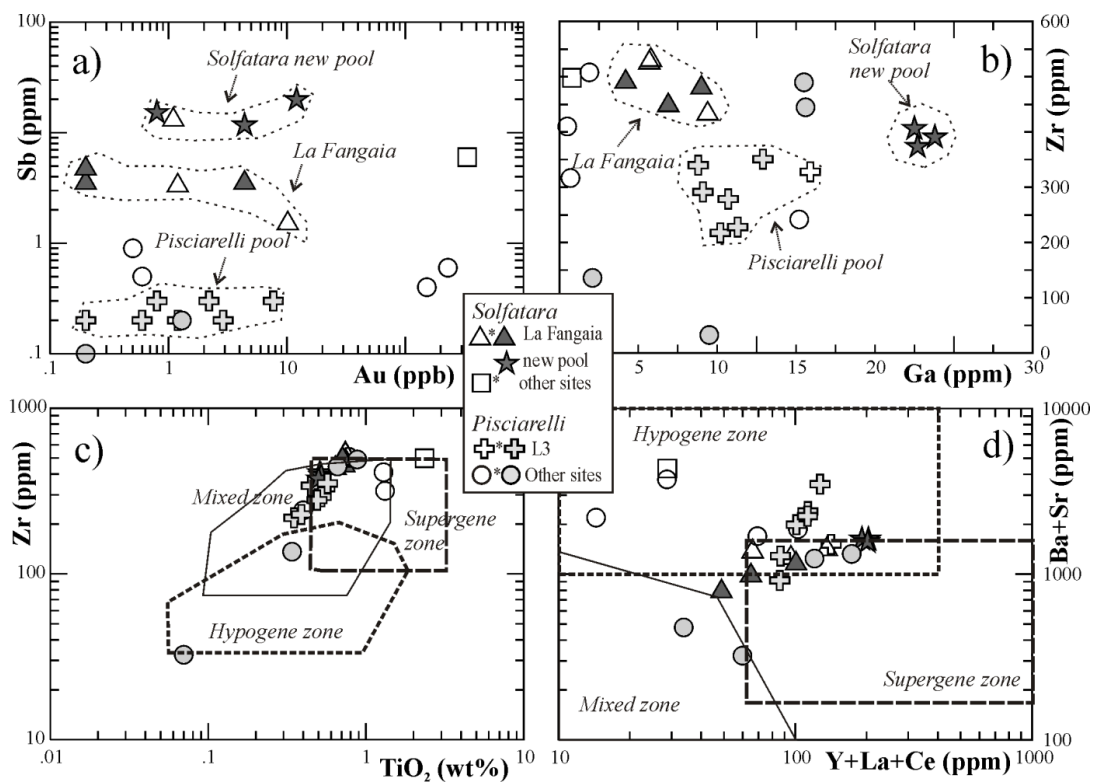 100
600
a)
Solfatara new pool
Solfatara
new pool
b)
Sb (ppm)
La Fangaia
La Fangaia
Zr (ppm)
300
200
100
0
1
Pisciarelli pool
Pisciarelli pool
.1
.1
1
10
Au (ppb)
5
10
15
20
25
30
Ga (ppm)
Solfatara
* La Fangaia
new pool
* other sites
Pisciarelli
* L3
* Other sites
1000
c)
Mixed zone
Supergene
zone
Zr (ppm)
100
Hypogene zone
10
.01
0.1
1
10
TiO2 (wt%)
10000
Hypogene zone
d)
Ba+Sr (ppm)
1000
Supergene zone
Mixed zone
100
10
100
1000
Y+La+Ce (ppm)